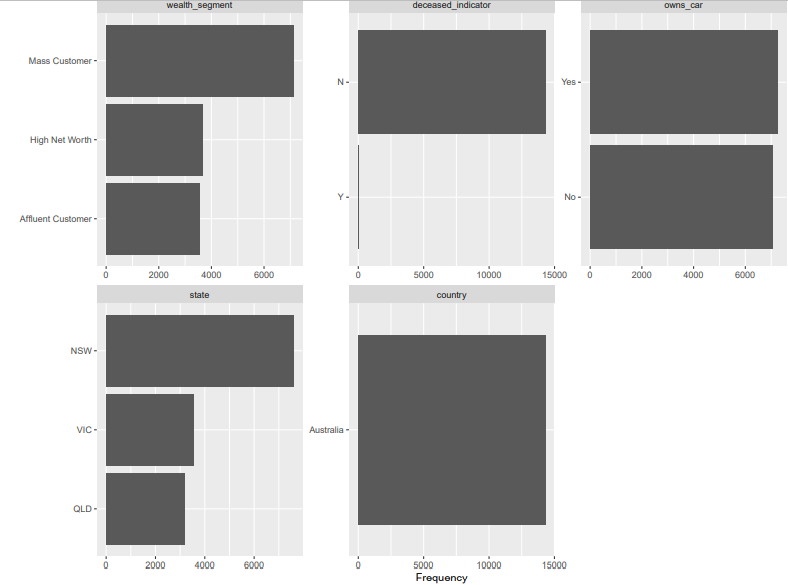 wealth_segment
Mass Customer
High Net Worth
Affluent Customer
0 2000 4000 6000
deceased_indicator
N
Y
0 5000 10000 15000
owns_car
Yes
No
0 2000 4000 6000
state
NSW
VIC
QLD
0 2000 4000 6000
country
Australia
0 5000 10000 15000
Frequency